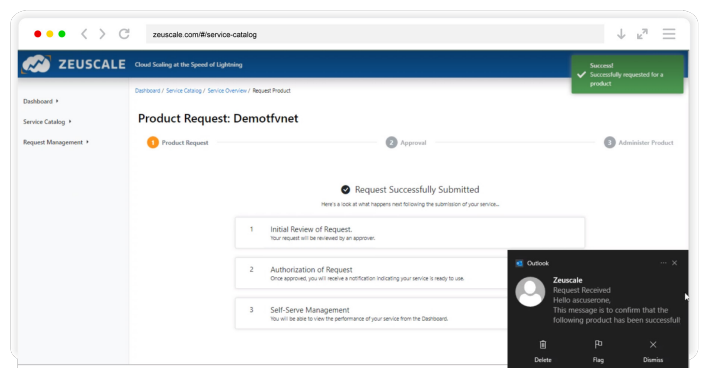 zeuscale.com/#/service-catalog
ZEUSCALE
Cloud Scaling at the Speed of Lightning
Success!
Successfully requested for a
product
Dashboard / Service Catalog / Service Overview / Request Product
Dashboard
Service Catalog
Request Management
Product Request: Demotfvnet
1 Product Request
2 Approval
3 Administer Product
Request Successfully Submitted
Here's a look at what happens next following the submission of your service...
1 Initial Review of Request.
Your request will be reviewed by an approver.
2 Authorization of Request
Once approved, you will receive a notification indicating your service is ready to use.
3 Self-Serve Management
You will be able to view the performance of your service from the Dashboard.
Outlook
Zeuscale
Request Received
Hello ascuserone,
This message is to confirm that the
following product has been successful!
Delete
Flag
Dismiss